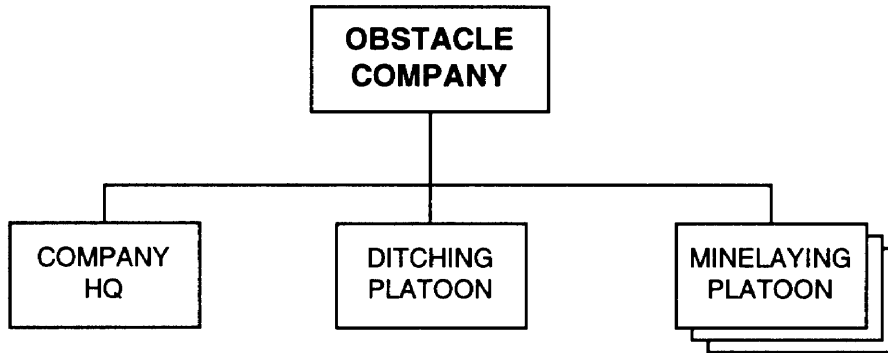 OBSTACLE
COMPANY
COMPANY
HQ
DITCHING
PLATOON
MINELAYING
PLATOON